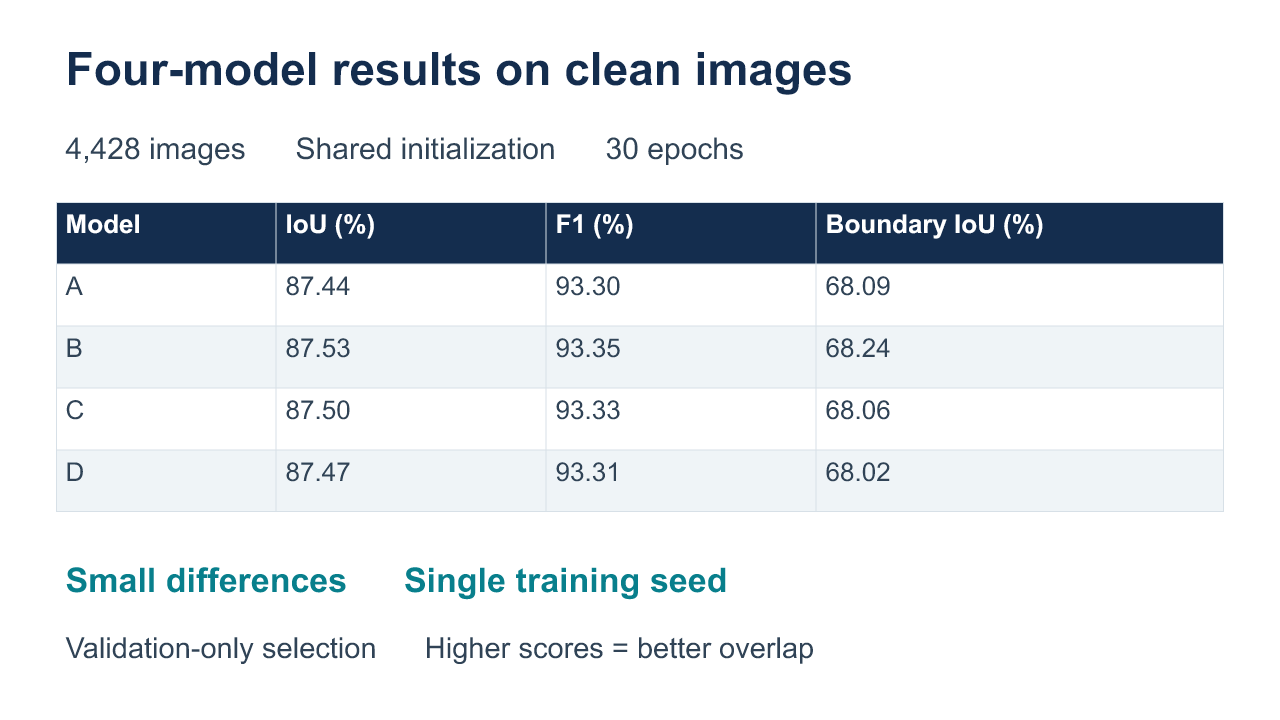 Four-model results on clean images
4,428 images Shared initialization 30 epochs
Model IoU (%) F1 (%) Boundary IoU (%)
A 87.44 93.30 68.09
B 87.53 93.35 68.24
C 87.50 93.33 68.06
D 87.47 93.31 68.02
Small differences Single training seed
Validation-only selection Higher scores = better overlap